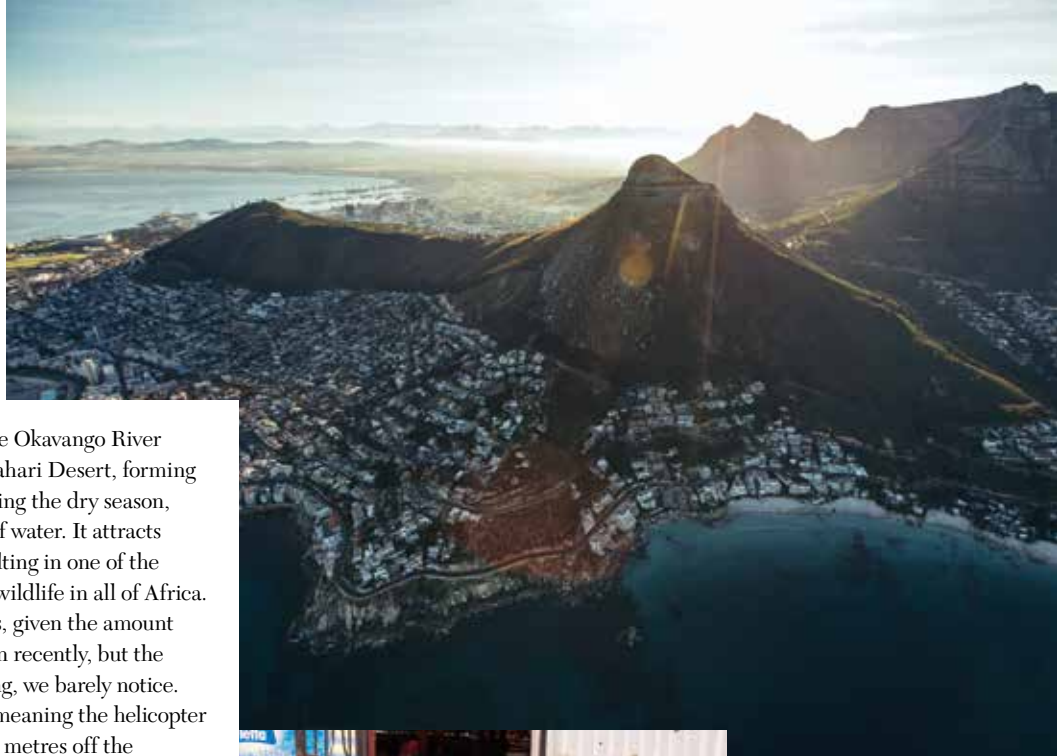 e Okavango River
ahari Desert, forming
ing the dry season,
f water. It attracts
lting in one of the
wildlife in all of Africa.
s, given the amount
n recently, but the
g, we barely notice.
meaning the helicopter
metres off the